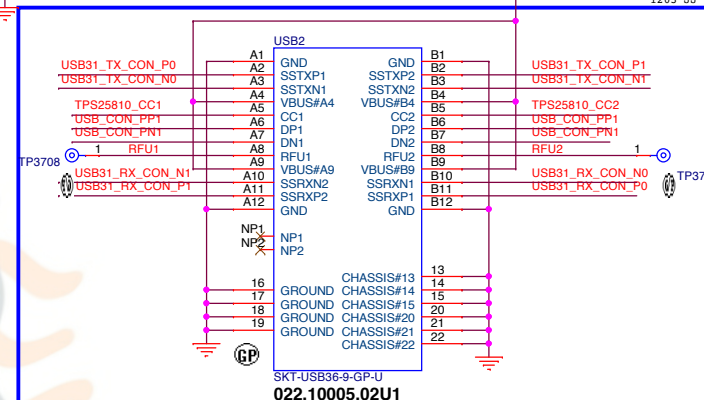 USB2
A1 GND GND B1
USB31_TX_CON_P0 A2 SSTXP1 SSTXP2 B2 USB31_TX_CON_P1
USB31_TX_CON_N0 A3 SSTXN1 SSTXN2 B3 USB31_TX_CON_N1
A4 VBUS#A4 VBUS#B4 B4
TPS25810_CC1 A5 CC1 CC2 B5 TPS25810_CC2
USB_CON_PP1 A6 DP1 DP2 B6 USB_CON_PP1
USB_CON_PN1 A7 DN1 DN2 B7 USB_CON_PN1
TP3708 1 RFU1 A8 RFU1 RFU2 B8 RFU2 1
A9 VBUS#A9 VBUS#B9 B9
USB31_RX_CON_N1 A10 SSRXN2 SSRXN1 B10 USB31_RX_CON_N0 TP37
USB31_RX_CON_P1 A11 SSRXP2 SSRXP1 B11 USB31_RX_CON_P0
A12 GND GND B12
NP1 NP1
NP2 NP2
CHASSIS#13 13
16 GROUND CHASSIS#14 14
17 GROUND CHASSIS#15 15
18 GROUND CHASSIS#20 20
19 GROUND CHASSIS#21 21
CHASSIS#22 22
GP
SKT-USB36-9-GP-U
022.10005.02U1